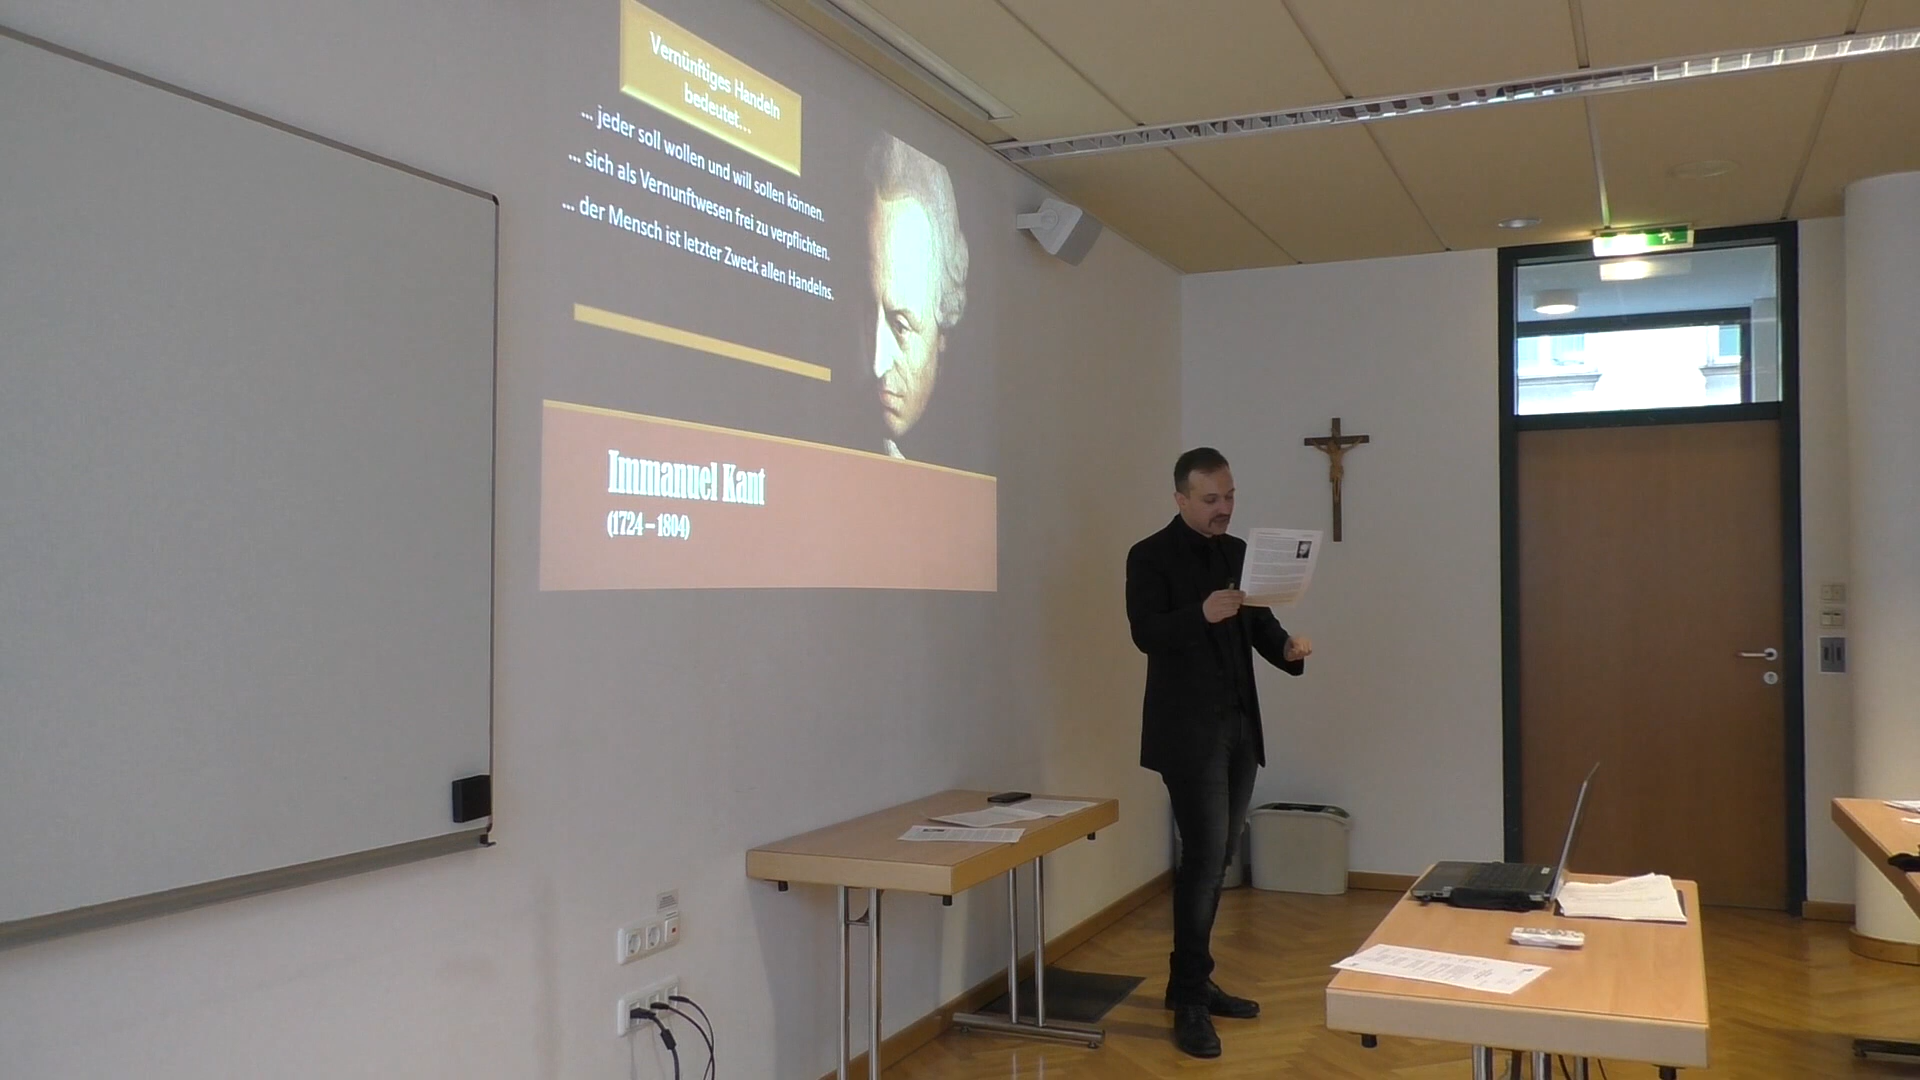 Vernünftiges Handeln
bedeutet...
... jeder soll wollen und will sollen können.
... sich als Vernunftwesen frei zu verpflichten.
... der Mensch ist letzter Zweck allen Handelns.
Immanuel Kant
(1724 – 1804)